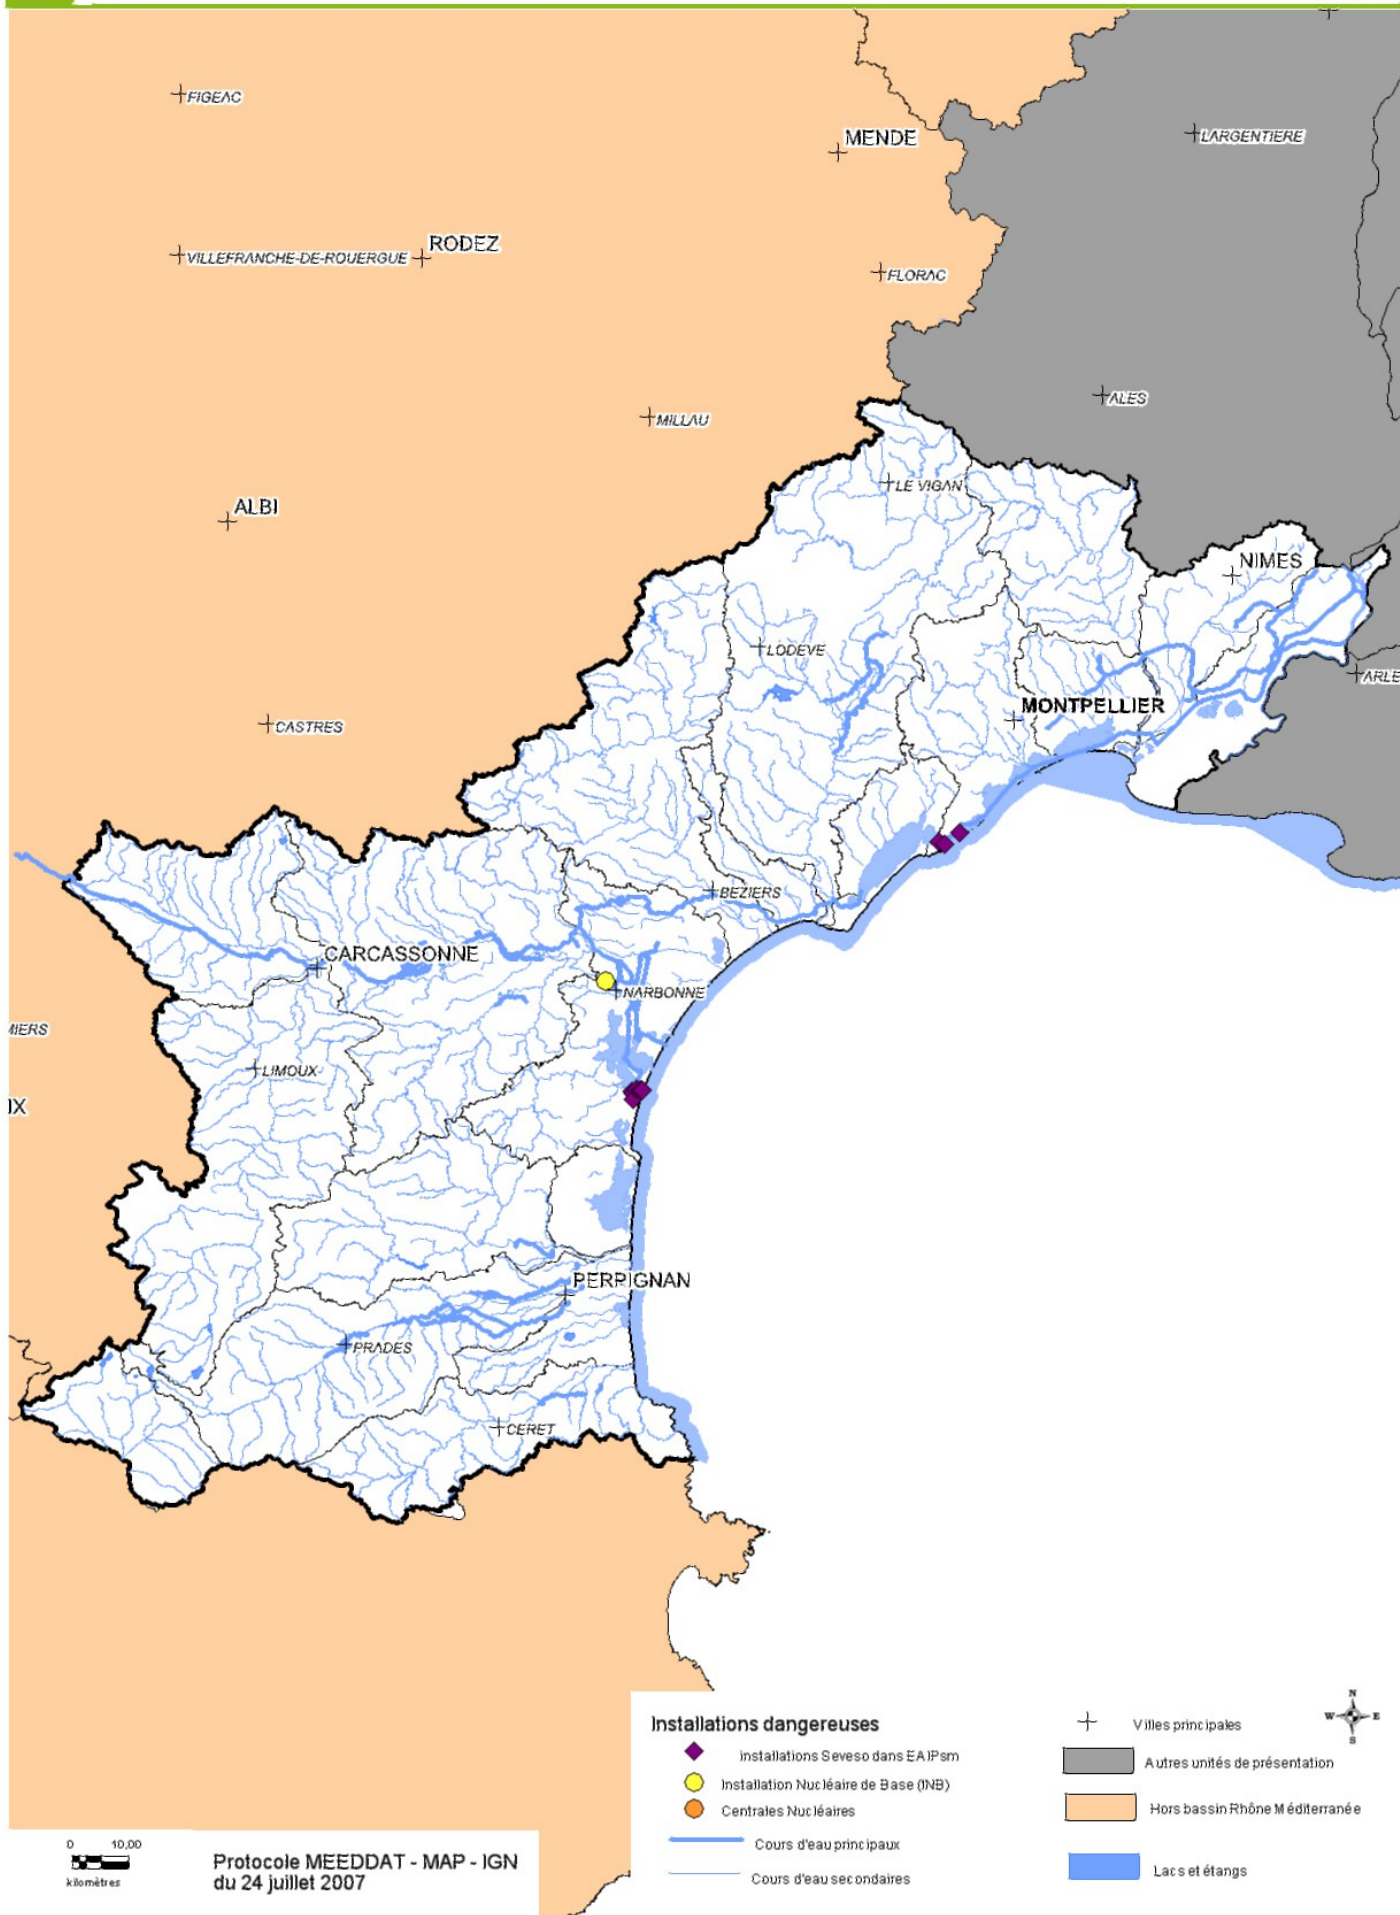 FIGEAC
MENDE
LARGENTIERE
RODEZ
VILLEFRANCHE-DE-ROUERGUE
FLORAC
ALES
MILLAU
LE VIGAN
ALBI
NIMES
LODEVE
ARLE
MONTPELLIER
CASTRES
BEZIERS
CARCASSONNE
NARBONNE
MIERS
LIMOUX
IX
PERPIGNAN
PRADES
CERET
Installations dangereuses
installations Seveso dans EAIPsm
Installation Nucléaire de Base (INB)
Centrales Nucléaires
Cours d'eau principaux
Cours d'eau secondaires
Villes principales
Autres unités de présentation
Hors bassin Rhône Méditerranée
Lacs et étangs
N
W E
S
0 10,00
kilomètres
Protocole MEEDDAT - MAP - IGN
du 24 juillet 2007